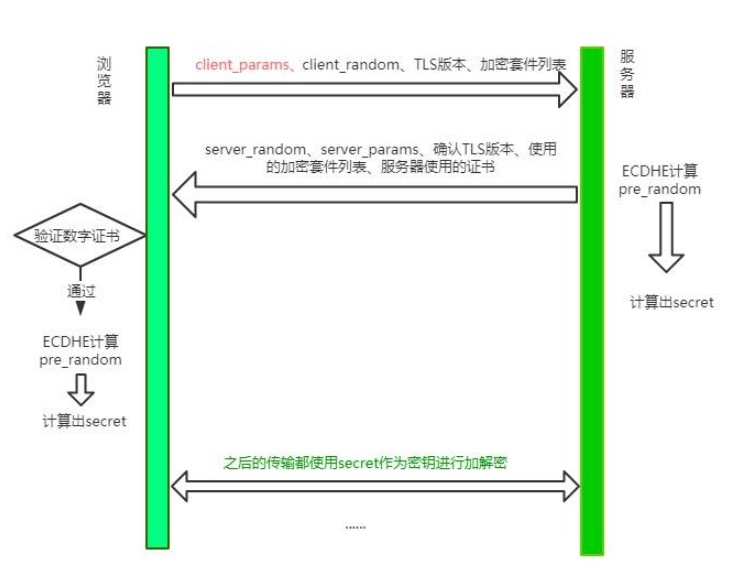 浏
览
器
client_params、client_random、TLS版本、加密套件列表
服
务
器
server_random、server_params、确认TLS版本、使用
的加密套件列表、服务器使用的证书
ECDHE计算
pre_random
验证数字证书
通过
计算出secret
ECDHE计算
pre_random
计算出secret
之后的传输都使用secret作为密钥进行加解密
......